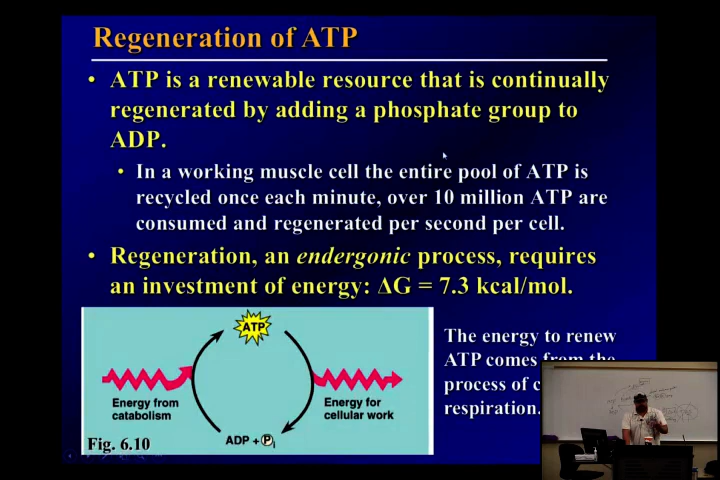 Regeneration of ATP
• ATP is a renewable resource that is continually
regenerated by adding a phosphate group to
ADP.
• In a working muscle cell the entire pool of ATP is
recycled once each minute, over 10 million ATP are
consumed and regenerated per second per cell.
• Regeneration, an endergonic process, requires
an investment of energy: ΔG = 7.3 kcal/mol.
ATP
Energy from
catabolism
Energy for
cellular work
ADP + Pi
Fig. 6.10
The energy to renew
ATP comes from the
process of c
respiration.